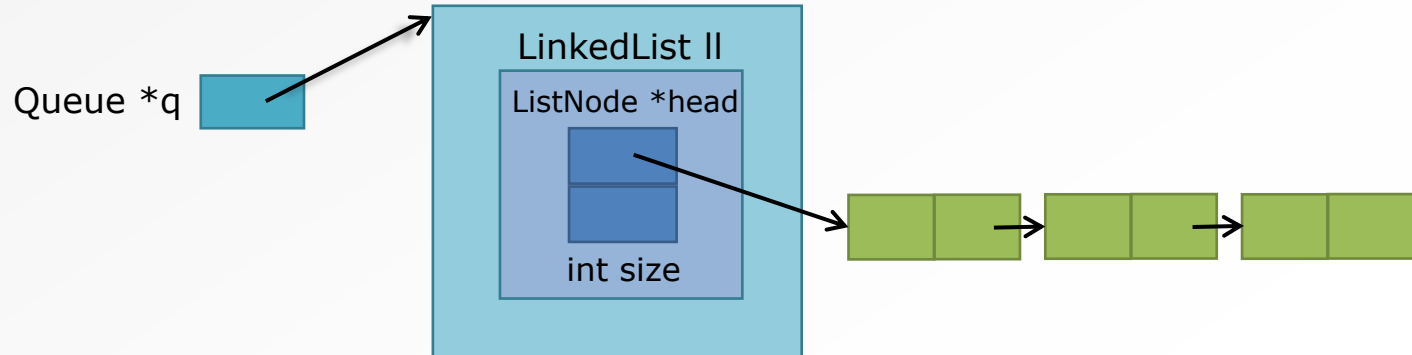 LinkedList ll
Queue *q
ListNode *head
int size